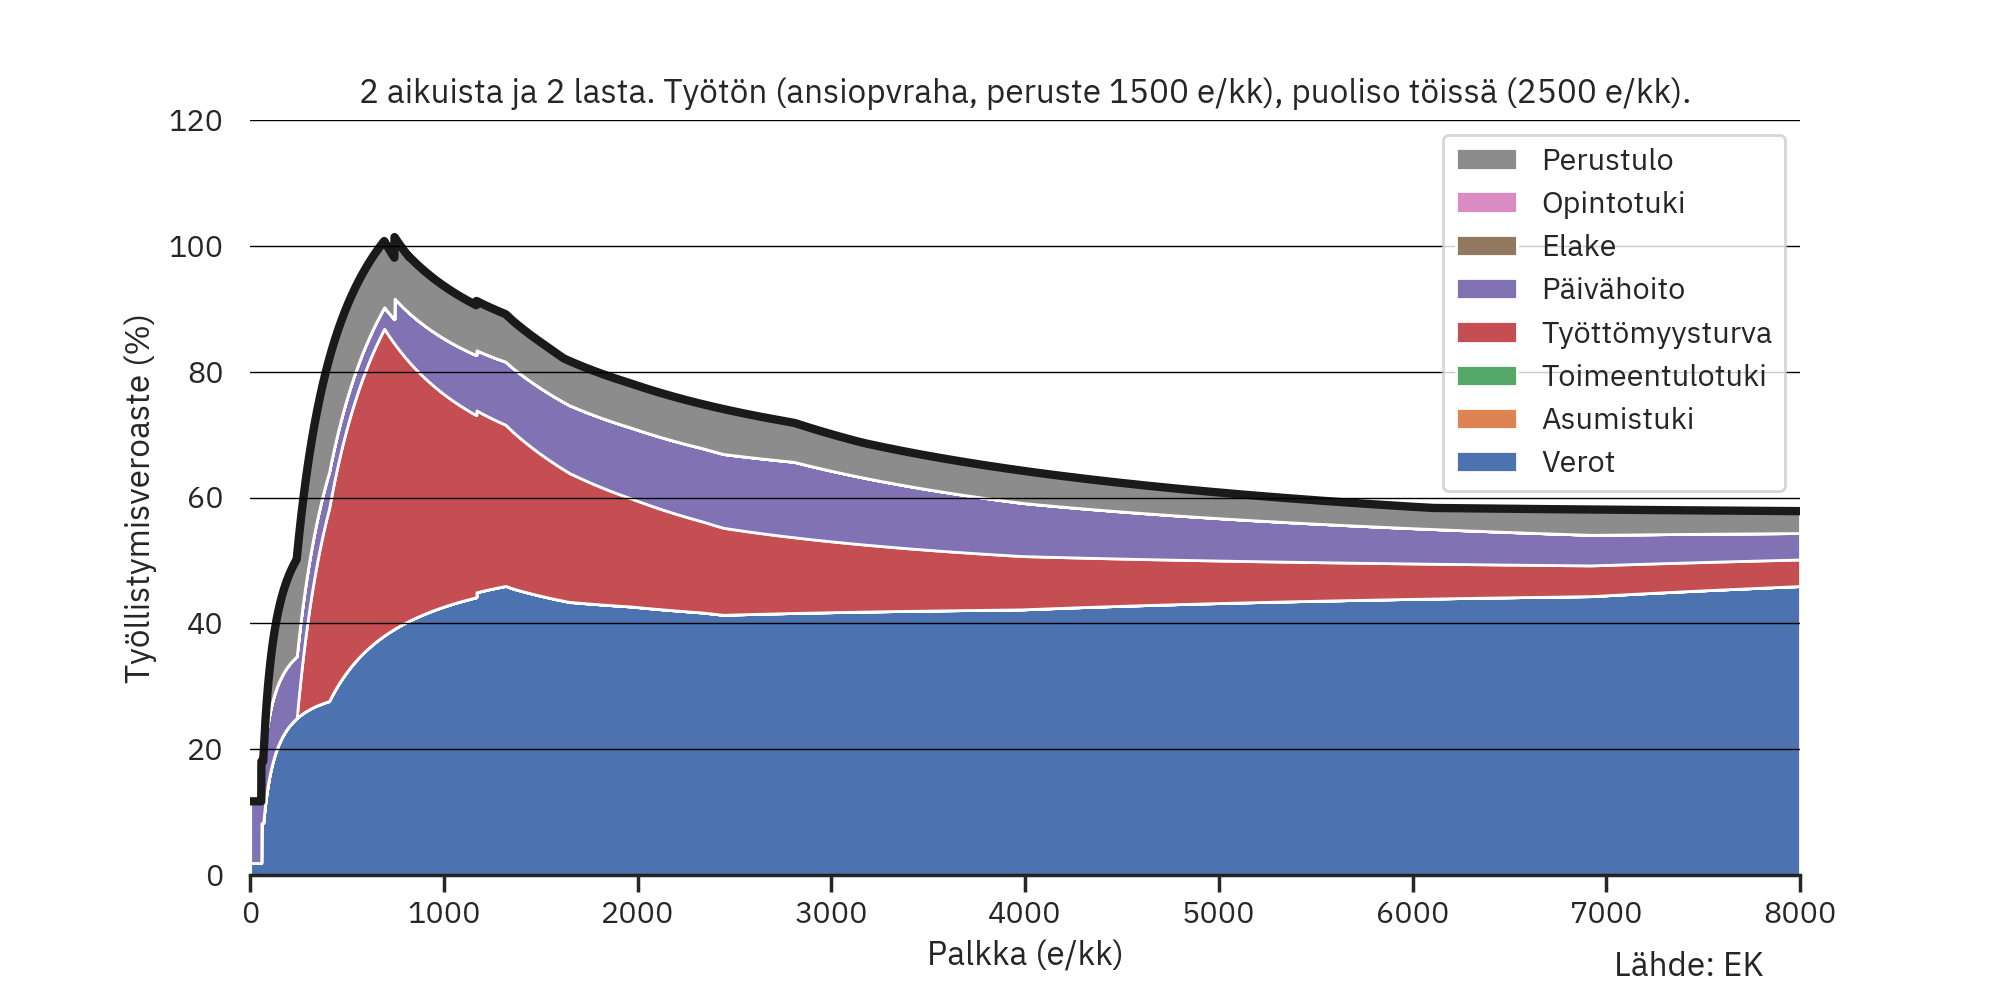 2 aikuista ja 2 lasta. Työtön (ansiopvraha, peruste 1500 e/kk), puoliso töissä (2500 e/kk).
120
100
80
60
40
20
0
Työllistymisveroaste (%)
Perustulo
Opintotuki
Elake
Päivähoito
Työttömyysturva
Toimeentulotuki
Asumistuki
Verot
0 1000 2000 3000 4000 5000 6000 7000 8000
Palkka (e/kk)
Lähde: EK